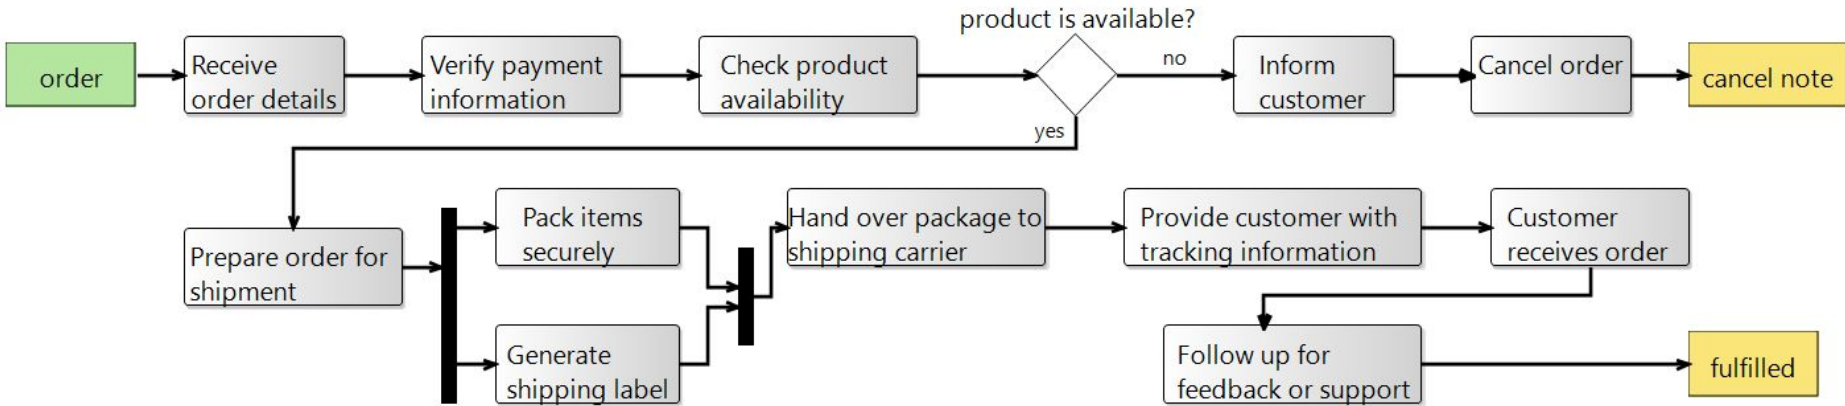 product is available?
order
Receive
order details
Verify payment
information
Check product
availability
no
Inform
customer
Cancel order
cancel note
yes
Prepare order for
shipment
Pack items
securely
Generate
shipping label
Hand over package to
shipping carrier
Provide customer with
tracking information
Customer
receives order
Follow up for
feedback or support
fulfilled